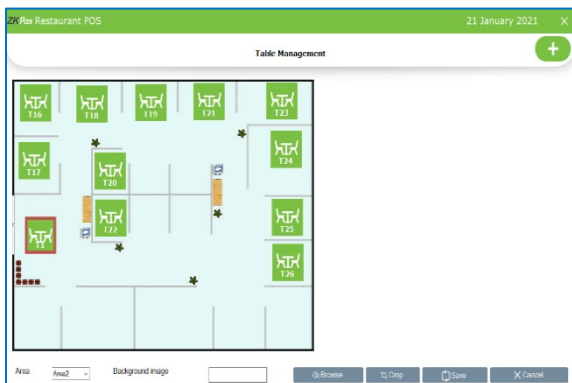 ZKPos Restaurant POS 21 January 2021 X
Table Management
+
T16 T18 T19 T21 T23
T17 T20 T24
T22 T25
T1 T26
Area Area2 Background image Browse Crop Save X Cancel